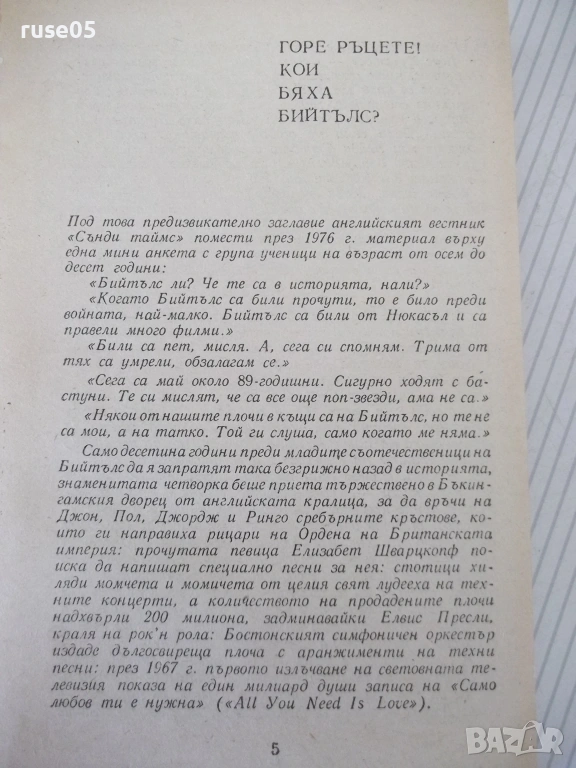 ruse05
ГОРЕ РЪЦЕТЕ!
КОИ
БЯХА
БИЙТЪЛС?
Под това предизвикателно заглавие английският вестник
«Сънди таймс» помести през 1976 г. материал върху
една мини анкета с група ученици на възраст от осем до
десет години:
«Бийтълс ли? Че те са в историята, нали?»
«Когато Бийтълс са били прочути, то е било преди
войната, най-малко. Бийтълс са били от Нюкасъл и са
правели много филми.»
«Били са пет, мисля. А, сега си спомням. Трима от
тях са умрели, обзалагам се.»
«Сега са май около 89-годишни. Сигурно ходят с ба-
стуни. Те си мислят, че са все още поп-звезди, ама не са.»
«Някои от нашите плочи в къщи са на Бийтълс, но те не
са мои, а на татко. Той ги слуша, само когато ме няма.»
Само десетина години преди младите съотечественици на
Бийтълс да я запратят така безгрижно назад в историята,
знаменитата четворка беше приета тържествено в Бъкин-
гамския дворец от английската кралица, за да връчи на
Джон, Пол, Джордж и Ринго сребърните кръстове, ко-
ито ги направиха рицари на Ордена на Британската
империя: прочутата певица Елизабет Шварцкопф по-
иска да напишат специално песни за нея: стотици хи-
ляди момчета и момичета от целия свят лудееха на тех-
ните концерти, а количеството на продадените плочи
надхвърли 200 милиона, задминавайки Елвис Пресли,
краля на рок'н рола: Бостонският симфоничен оркестър
издаде дългосвиреща плоча с аранжименти на техни
песни: през 1967 г. първото излъчване на световната те-
левизия показа на един милиард души записа на «Само
любов ти е нужна» («All You Need Is Love»).
5
BAZAR